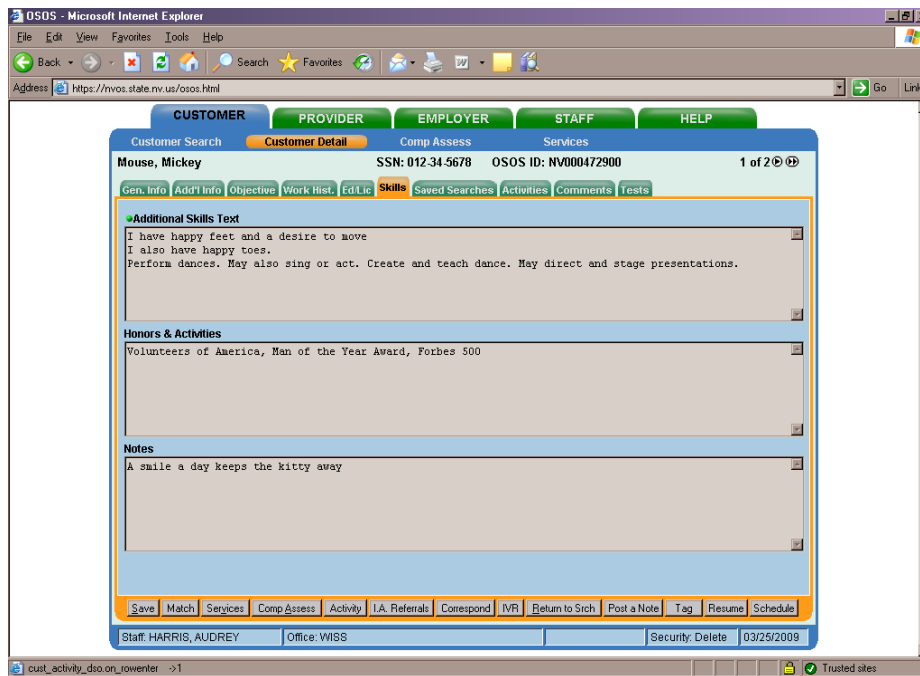 OSOS - Microsoft Internet Explorer
File Edit View Favorites Tools Help
Back Search Favorites
Address https://nvos.state.nv.us/osos.html Go Link
CUSTOMER PROVIDER EMPLOYER STAFF HELP
Customer Search Customer Detail Comp Assess Services
Mouse, Mickey SSN: 012-34-5678 OSOS ID: NV000472900 1 of 2
Gen. Info Add'l Info Objective Work Hist. Ed/Lic Skills Saved Searches Activities Comments Tests
Additional Skills Text
I have happy feet and a desire to move
I also have happy toes.
Perform dances. May also sing or act. Create and teach dance. May direct and stage presentations.
Honors & Activities
Volunteers of America, Man of the Year Award, Forbes 500
Notes
A smile a day keeps the kitty away
Save Match Services Comp Assess Activity I.A. Referrals Correspond IVR Return to Srch Post a Note Tag Resume Schedule
Staff: HARRIS, AUDREY Office: WISS Security: Delete 03/25/2009
cust_activity_dso.on_rowenter ->1 Trusted sites